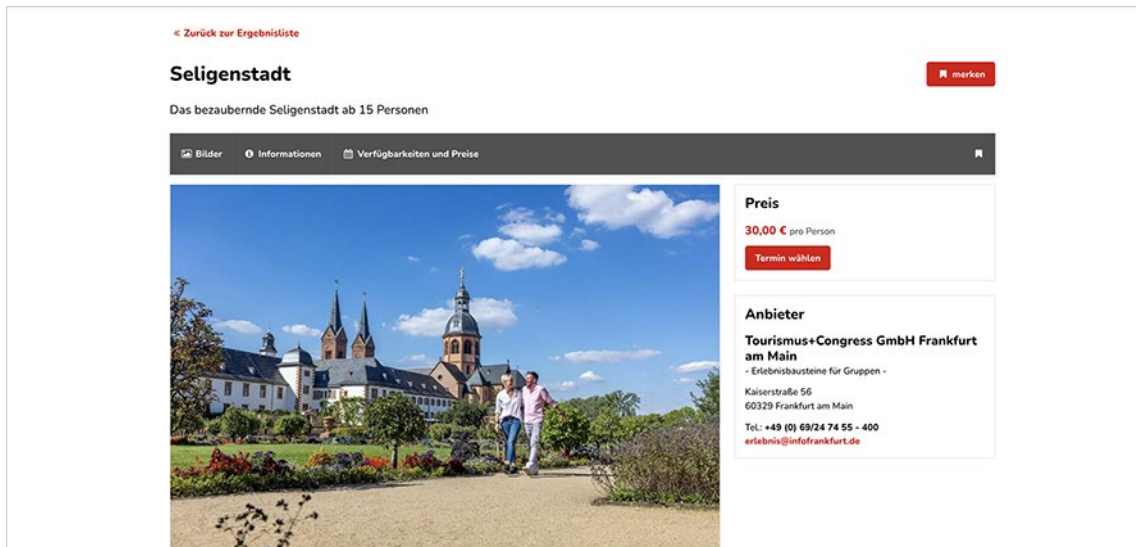 « Zurück zur Ergebnisliste
Seligenstadt
merken
Das bezaubernde Seligenstadt ab 15 Personen
Bilder Informationen Verfügbarkeiten und Preise
Preis
30,00 € pro Person
Termin wählen
Anbieter
Tourismus+Congress GmbH Frankfurt
am Main
- Erlebnisbausteine für Gruppen -
Kaiserstraße 56
60329 Frankfurt am Main
Tel.: +49 (0) 69/24 74 55 - 400
erlebnis@infofrankfurt.de